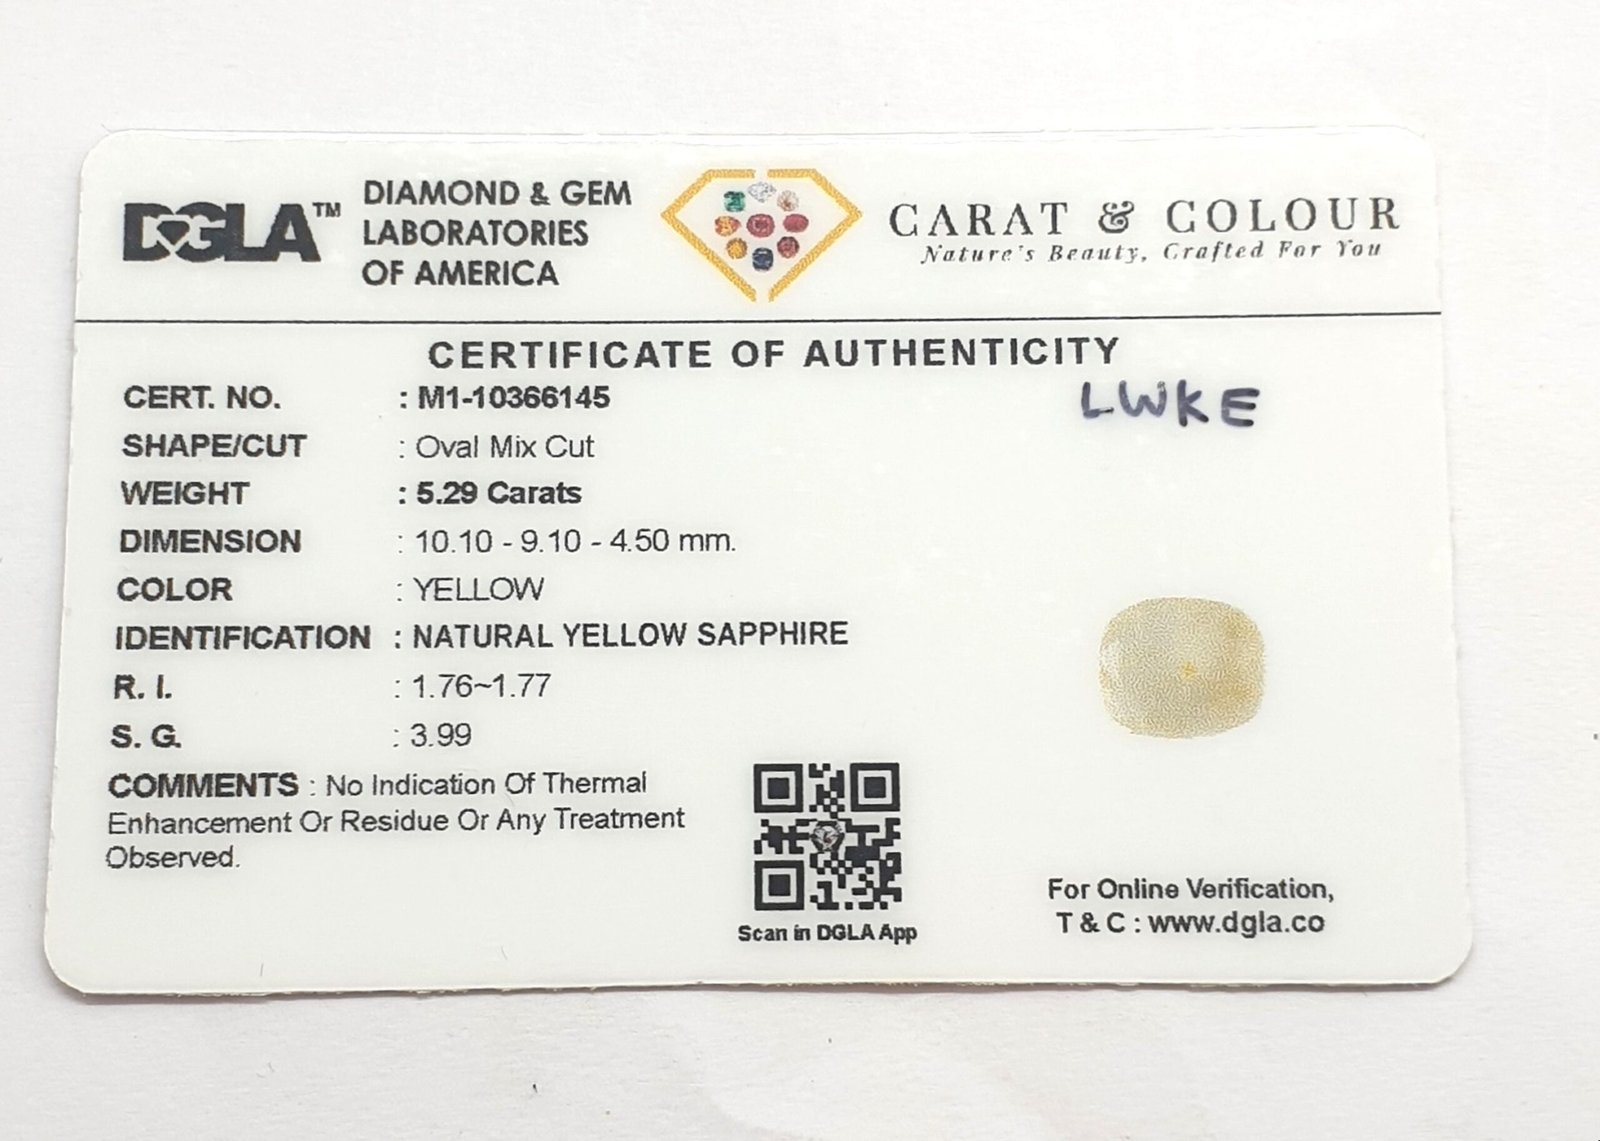 DGLA™
DIAMOND & GEM
LABORATORIES
OF AMERICA
CARAT & COLOUR
Nature's Beauty, Crafted For You
CERTIFICATE OF AUTHENTICITY
LWKE
CERT. NO. : M1-10366145
SHAPE/CUT : Oval Mix Cut
WEIGHT : 5.29 Carats
DIMENSION : 10.10 - 9.10 - 4.50 mm.
COLOR : YELLOW
IDENTIFICATION : NATURAL YELLOW SAPPHIRE
R. I. : 1.76~1.77
S. G. : 3.99
COMMENTS : No Indication Of Thermal
Enhancement Or Residue Or Any Treatment
Observed.
Scan in DGLA App
For Online Verification,
T & C : www.dgla.co